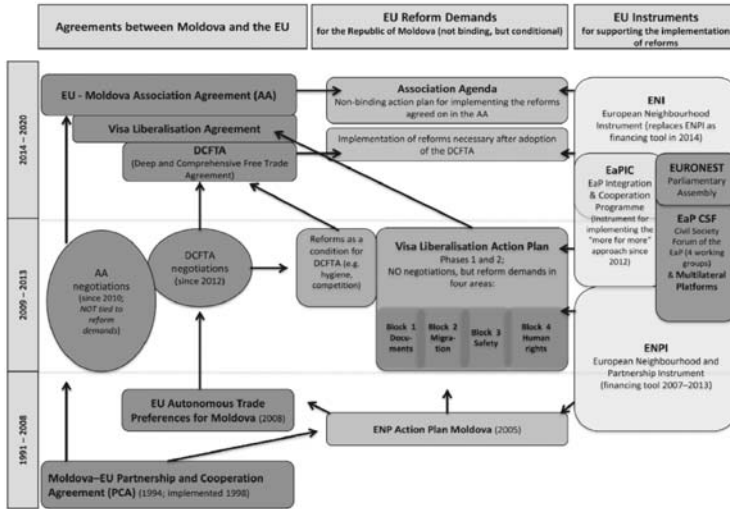 Agreements between Moldova and the EU
EU Reform Demands
for the Republic of Moldova (not binding, but conditional)
EU Instruments
for supporting the implementation
of reforms
2014 – 2020
EU - Moldova Association Agreement (AA)
Visa Liberalisation Agreement
DCFTA
(Deep and Comprehensive Free Trade
Agreement)
Association Agenda
Non-binding action plan for implementing the reforms
agreed on in the AA
Implementation of reforms necessary after adoption
of the DCFTA
ENI
European Neighbourhood
Instrument (replaces ENPI as
financing tool in 2014)
EaPIC
EaP Integration
& Cooperation
Programme
(instrument for
implementing the
"more for more"
approach since
2012)
EURONEST
Parliamentary
Assembly
EaP CSF
Civil Society
Forum of the
EaP (4 working
groups)
& Multilateral
Platforms
2009 – 2013
AA
negotiations
(since 2010;
NOT tied to
reform
demands)
DCFTA
negotiations
(since 2012)
Reforms as a
condition for
DCFTA (e.g.
hygiene,
competition)
Visa Liberalisation Action Plan
Phases 1 and 2;
NO negotiations, but reform demands in
four areas:
Block 1
Docu-
ments
Block 2
Migra-
tion
Block 3
Safety
Block 4
Human
rights
ENPI
European Neighbourhood and
Partnership Instrument
(financing tool 2007–2013)
1991 – 2008
EU Autonomous Trade
Preferences for Moldova (2008)
ENP Action Plan Moldova (2005)
Moldova–EU Partnership and Cooperation
Agreement (PCA) (1994; implemented 1998)